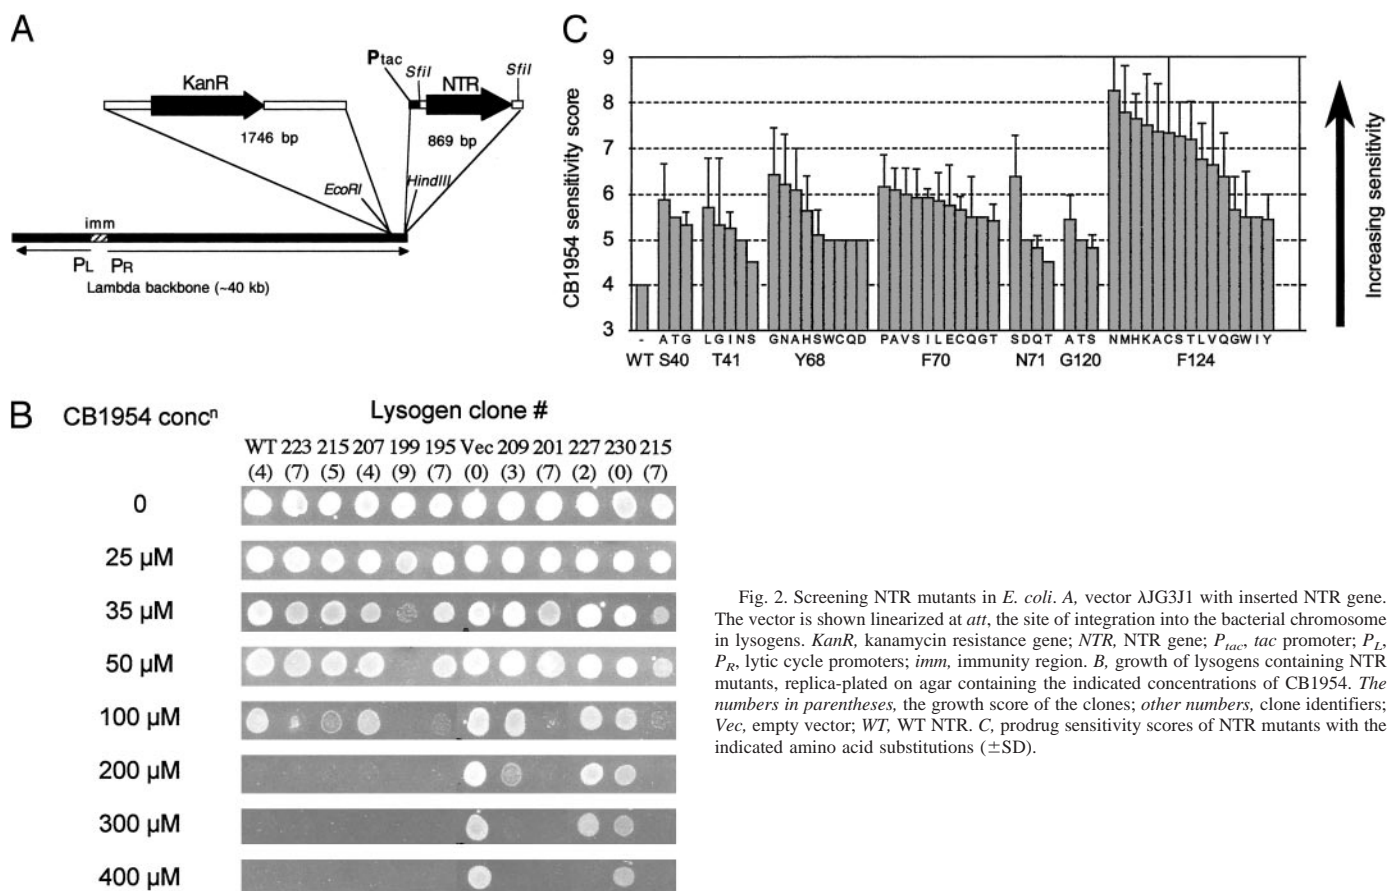 A
KanR
1746 bp
Ptac
SfiI
NTR
SfiI
869 bp
EcoRI
HindIII
imm
PL PR
Lambda backbone (~40 kb)
C
CB1954 sensitivity score
9
8
7
6
5
4
3
- A T G L G I N S G N A H S W C Q D P A V S I L E C Q G T S D Q T A T S N M H K A C S T L V Q G W I Y
WT S40 T41 Y68 F70 N71 G120 F124
Increasing sensitivity
B
CB1954 concⁿ
Lysogen clone #
WT 223 215 207 199 195 Vec 209 201 227 230 215
(4) (7) (5) (4) (9) (7) (0) (3) (7) (2) (0) (7)
0
25 µM
35 µM
50 µM
100 µM
200 µM
300 µM
400 µM
Fig. 2. Screening NTR mutants in E. coli. A, vector λJG3J1 with inserted NTR gene.
The vector is shown linearized at att, the site of integration into the bacterial chromosome
in lysogens. KanR, kanamycin resistance gene; NTR, NTR gene; Ptac, tac promoter; PL,
PR, lytic cycle promoters; imm, immunity region. B, growth of lysogens containing NTR
mutants, replica-plated on agar containing the indicated concentrations of CB1954. The
numbers in parentheses, the growth score of the clones; other numbers, clone identifiers;
Vec, empty vector; WT, WT NTR. C, prodrug sensitivity scores of NTR mutants with the
indicated amino acid substitutions (±SD).